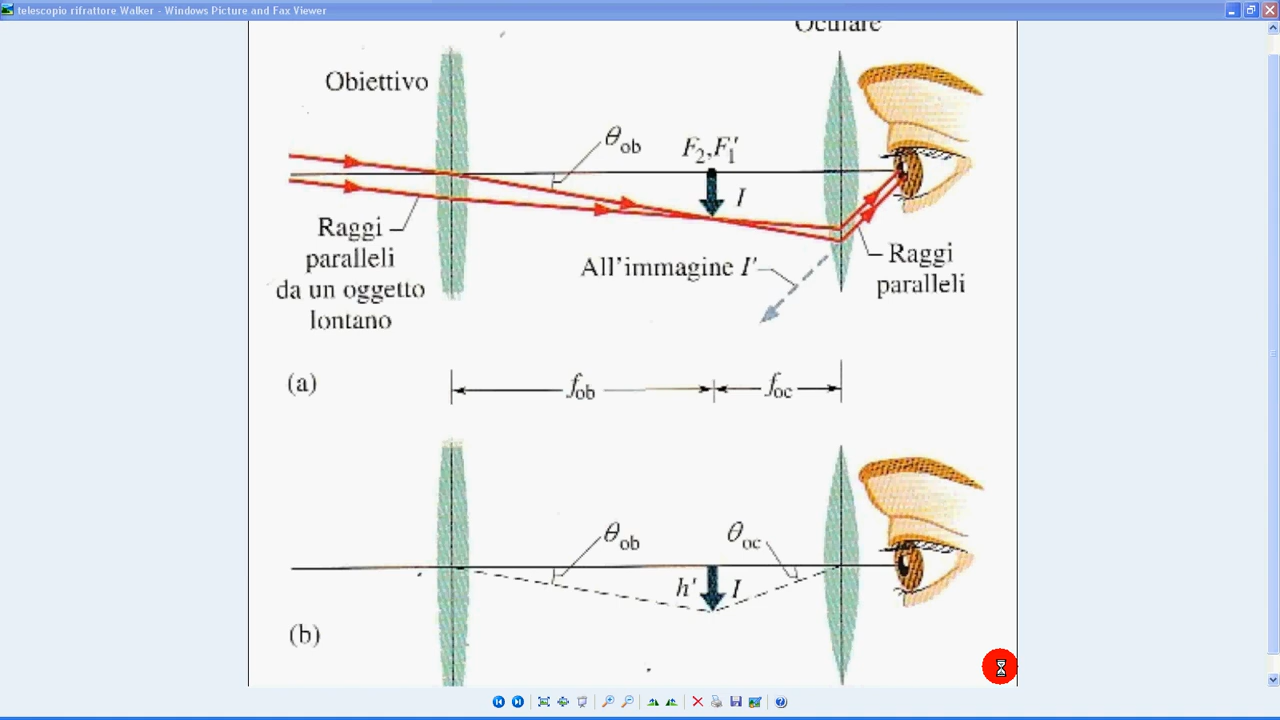 telescopio rifrattore Walker - Windows Picture and Fax Viewer
Oculare
Obiettivo
θob
F2,F1′
I
Raggi
paralleli
da un oggetto
lontano
All'immagine I′
Raggi
paralleli
(a)
fob
foc
θob
θoc
h′
I
(b)